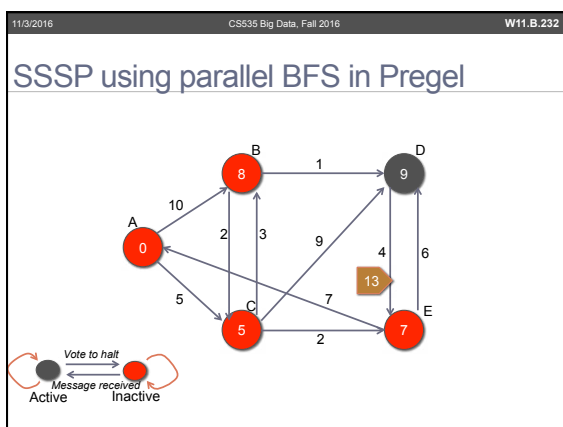 11/3/2016 CS535 Big Data, Fall 2016 W11.B.232
SSSP using parallel BFS in Pregel
B D
8 1 9
10
A
0 2 3 9 4 6
13
5 7
C E
5 2 7
Vote to halt
Message received
Active Inactive